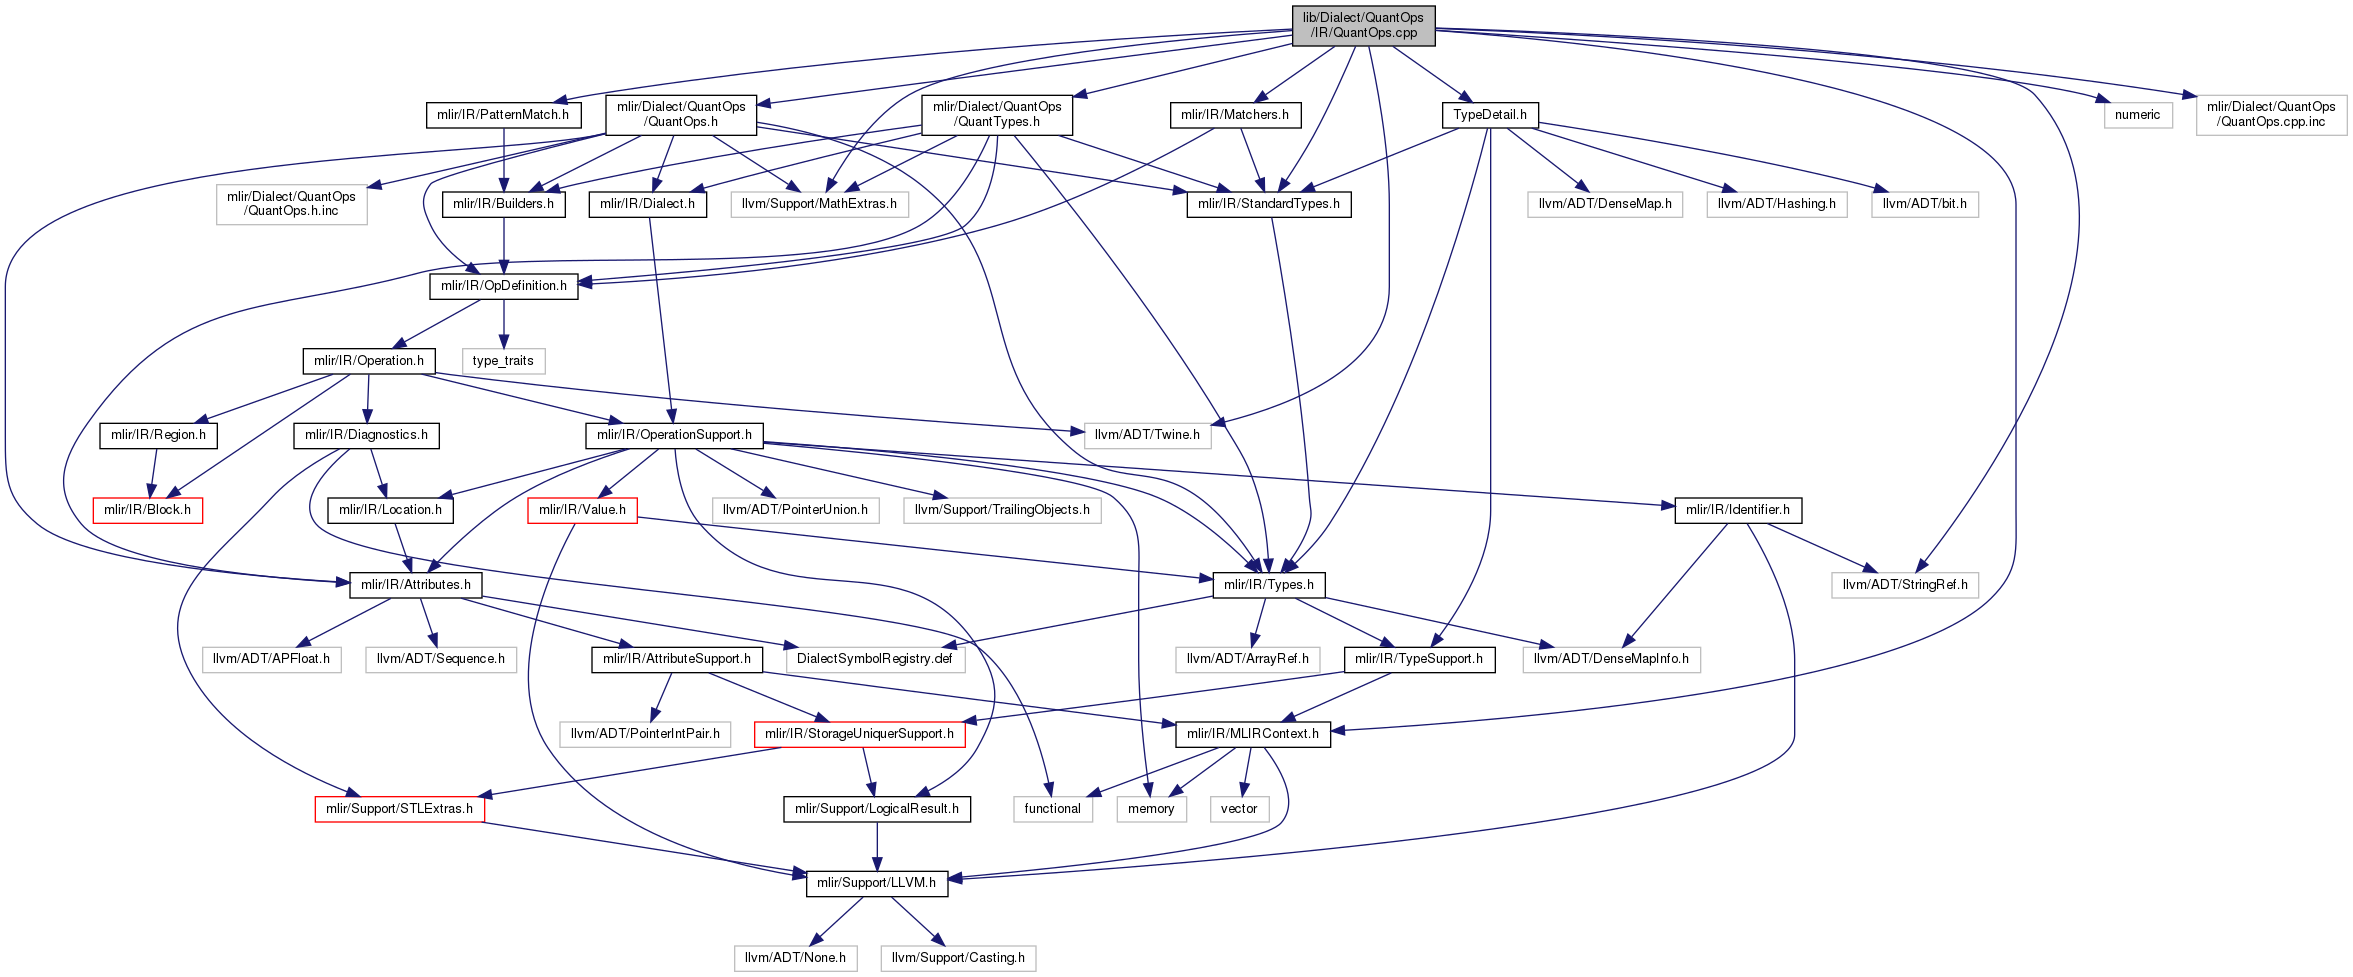 lib/Dialect/QuantOps
/IR/QuantOps.cpp
mlir/IR/PatternMatch.h
mlir/Dialect/QuantOps
/QuantOps.h
mlir/Dialect/QuantOps
/QuantTypes.h
mlir/IR/Matchers.h
TypeDetail.h
numeric
mlir/Dialect/QuantOps
/QuantOps.cpp.inc
mlir/Dialect/QuantOps
/QuantOps.h.inc
mlir/IR/Builders.h
mlir/IR/Dialect.h
llvm/Support/MathExtras.h
mlir/IR/StandardTypes.h
llvm/ADT/DenseMap.h
llvm/ADT/Hashing.h
llvm/ADT/bit.h
mlir/IR/OpDefinition.h
mlir/IR/Operation.h
type_traits
mlir/IR/Region.h
mlir/IR/Diagnostics.h
mlir/IR/OperationSupport.h
llvm/ADT/Twine.h
mlir/IR/Block.h
mlir/IR/Location.h
mlir/IR/Value.h
llvm/ADT/PointerUnion.h
llvm/Support/TrailingObjects.h
mlir/IR/Identifier.h
mlir/IR/Attributes.h
mlir/IR/Types.h
llvm/ADT/StringRef.h
llvm/ADT/APFloat.h
llvm/ADT/Sequence.h
mlir/IR/AttributeSupport.h
DialectSymbolRegistry.def
llvm/ADT/ArrayRef.h
mlir/IR/TypeSupport.h
llvm/ADT/DenseMapInfo.h
llvm/ADT/PointerIntPair.h
mlir/IR/StorageUniquerSupport.h
mlir/IR/MLIRContext.h
mlir/Support/STLExtras.h
mlir/Support/LogicalResult.h
functional
memory
vector
mlir/Support/LLVM.h
llvm/ADT/None.h
llvm/Support/Casting.h